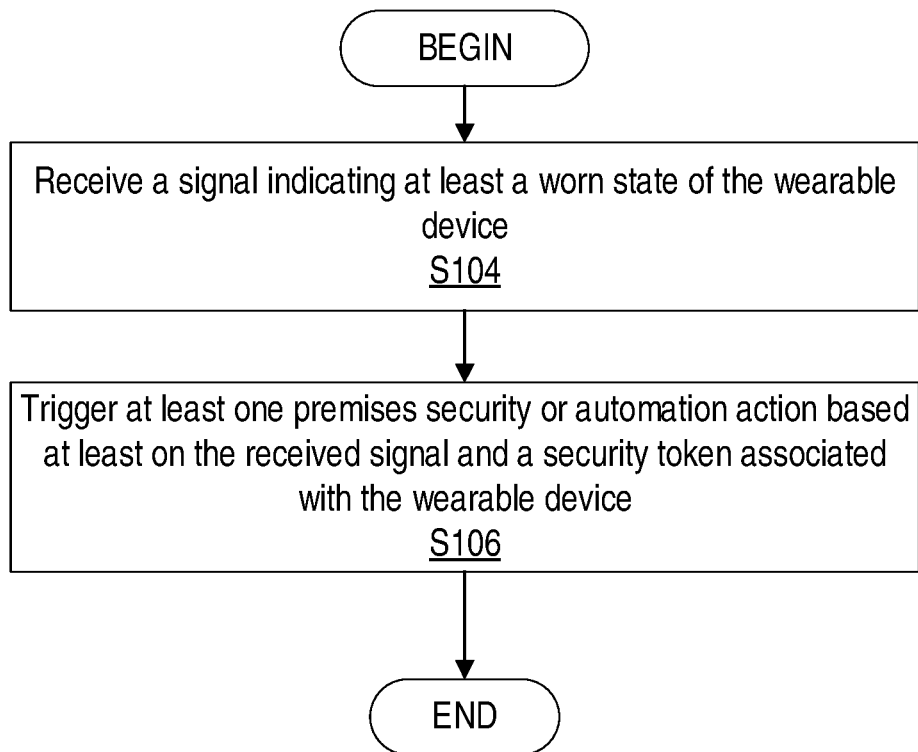 BEGIN
Receive a signal indicating at least a worn state of the wearable
device
S104
Trigger at least one premises security or automation action based
at least on the received signal and a security token associated
with the wearable device
S106
END